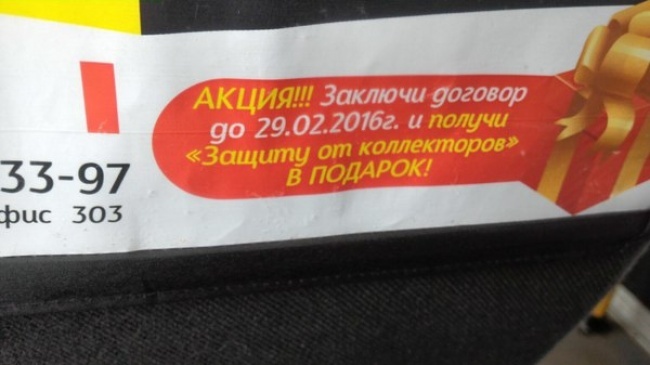 АКЦИЯ!!! Заключи договор
до 29.02.2016г. и получи
«Защиту от коллекторов»
В ПОДАРОК!
33-97
фис 303